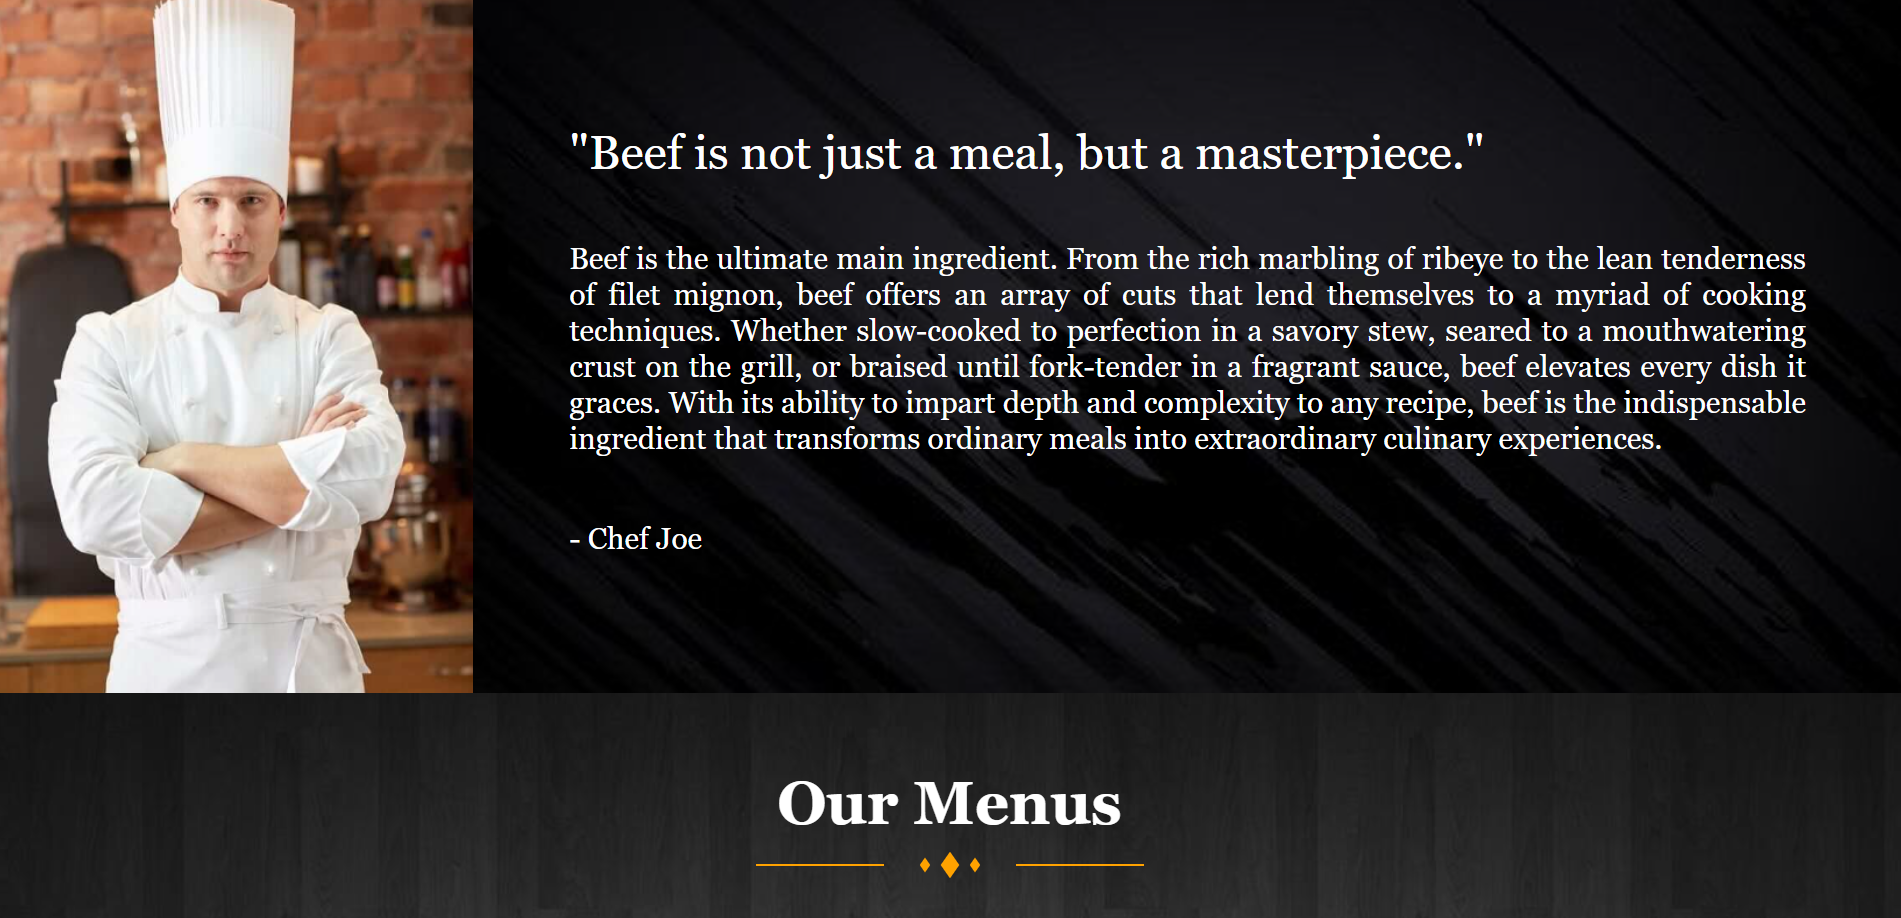 "Beef is not just a meal, but a masterpiece."
Beef is the ultimate main ingredient. From the rich marbling of ribeye to the lean tenderness
of filet mignon, beef offers an array of cuts that lend themselves to a myriad of cooking
techniques. Whether slow-cooked to perfection in a savory stew, seared to a mouthwatering
crust on the grill, or braised until fork-tender in a fragrant sauce, beef elevates every dish it
graces. With its ability to impart depth and complexity to any recipe, beef is the indispensable
ingredient that transforms ordinary meals into extraordinary culinary experiences.
- Chef Joe
Our Menus